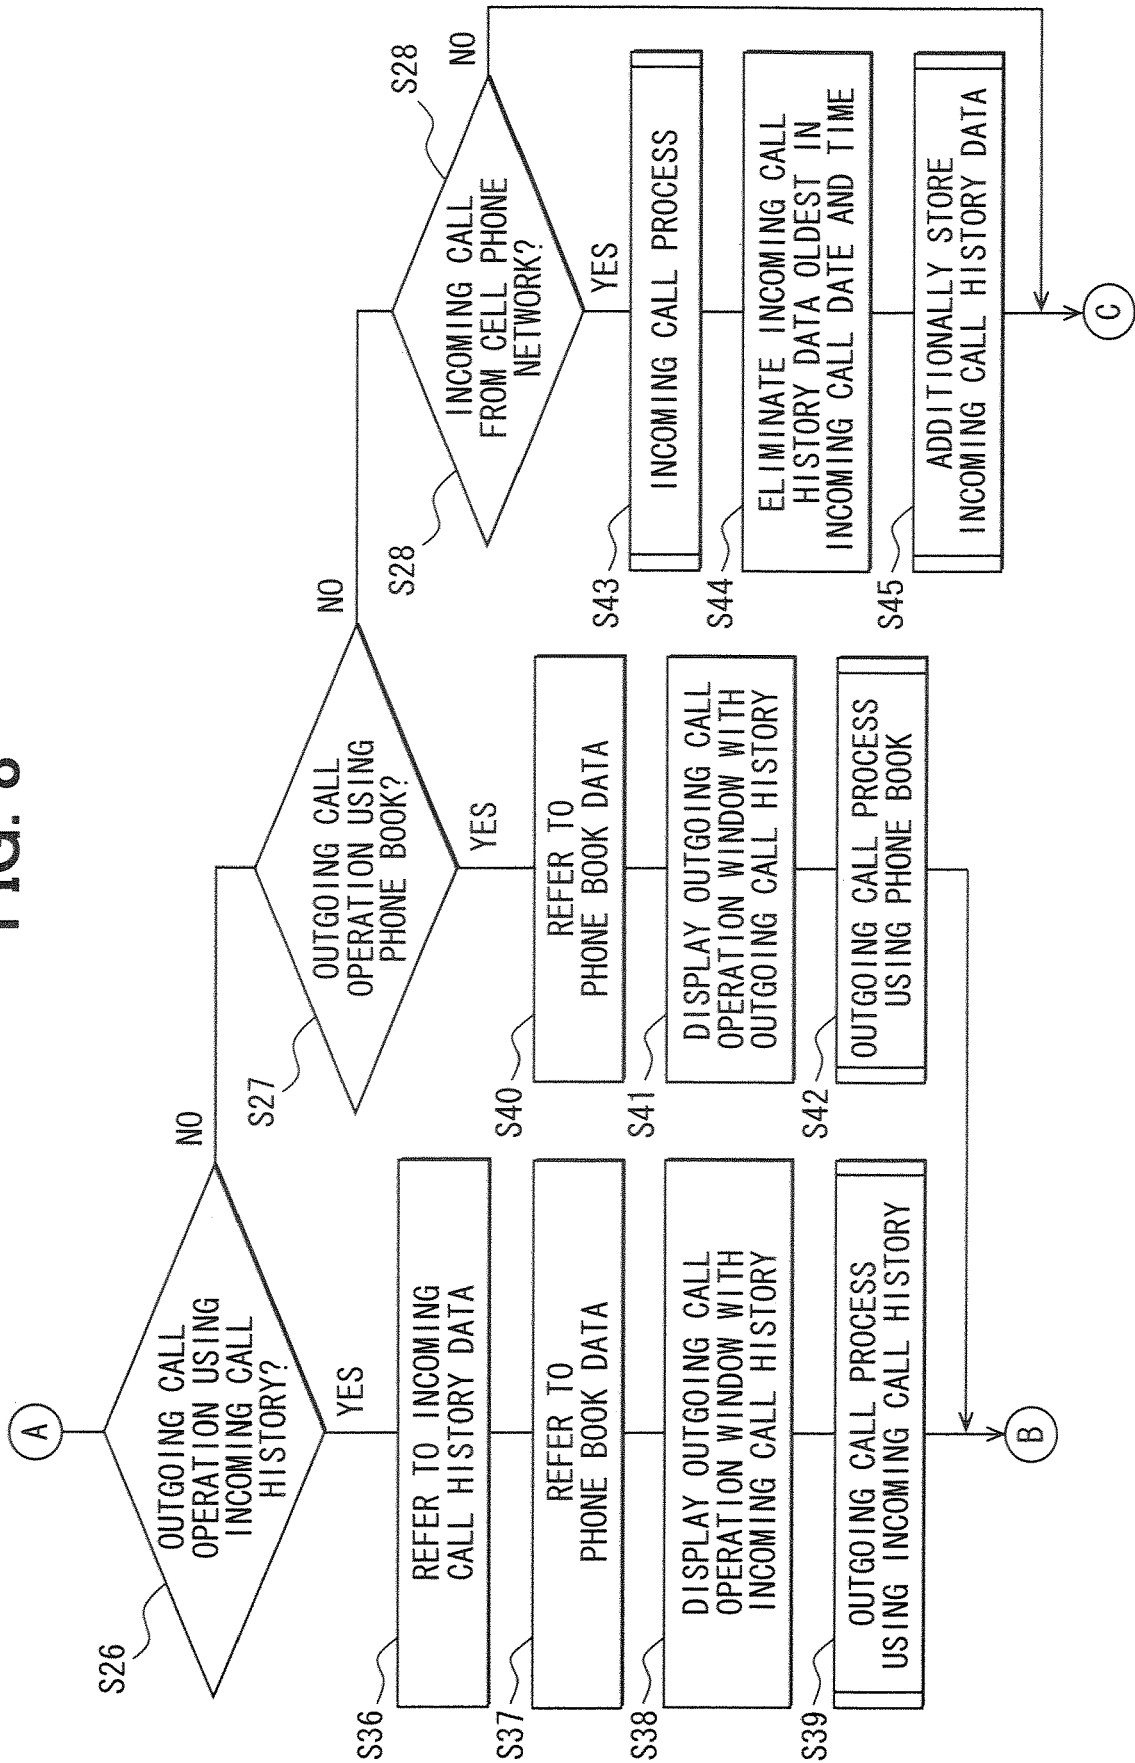 FIG. 8
A
S26
OUTGOING CALL
OPERATION USING
INCOMING CALL
HISTORY?
NO
YES
S36
REFER TO INCOMING
CALL HISTORY DATA
S37
REFER TO
PHONE BOOK DATA
S38
DISPLAY OUTGOING CALL
OPERATION WINDOW WITH
INCOMING CALL HISTORY
S39
OUTGOING CALL PROCESS
USING INCOMING CALL HISTORY
B
S27
OUTGOING CALL
OPERATION USING
PHONE BOOK?
NO
YES
S40
REFER TO
PHONE BOOK DATA
S41
DISPLAY OUTGOING CALL
OPERATION WINDOW WITH
OUTGOING CALL HISTORY
S42
OUTGOING CALL PROCESS
USING PHONE BOOK
S28
S28
INCOMING CALL
FROM CELL PHONE
NETWORK?
NO
YES
S43
INCOMING CALL PROCESS
S44
ELIMINATE INCOMING CALL
HISTORY DATA OLDEST IN
INCOMING CALL DATE AND TIME
S45
ADDITIONALLY STORE
INCOMING CALL HISTORY DATA
C